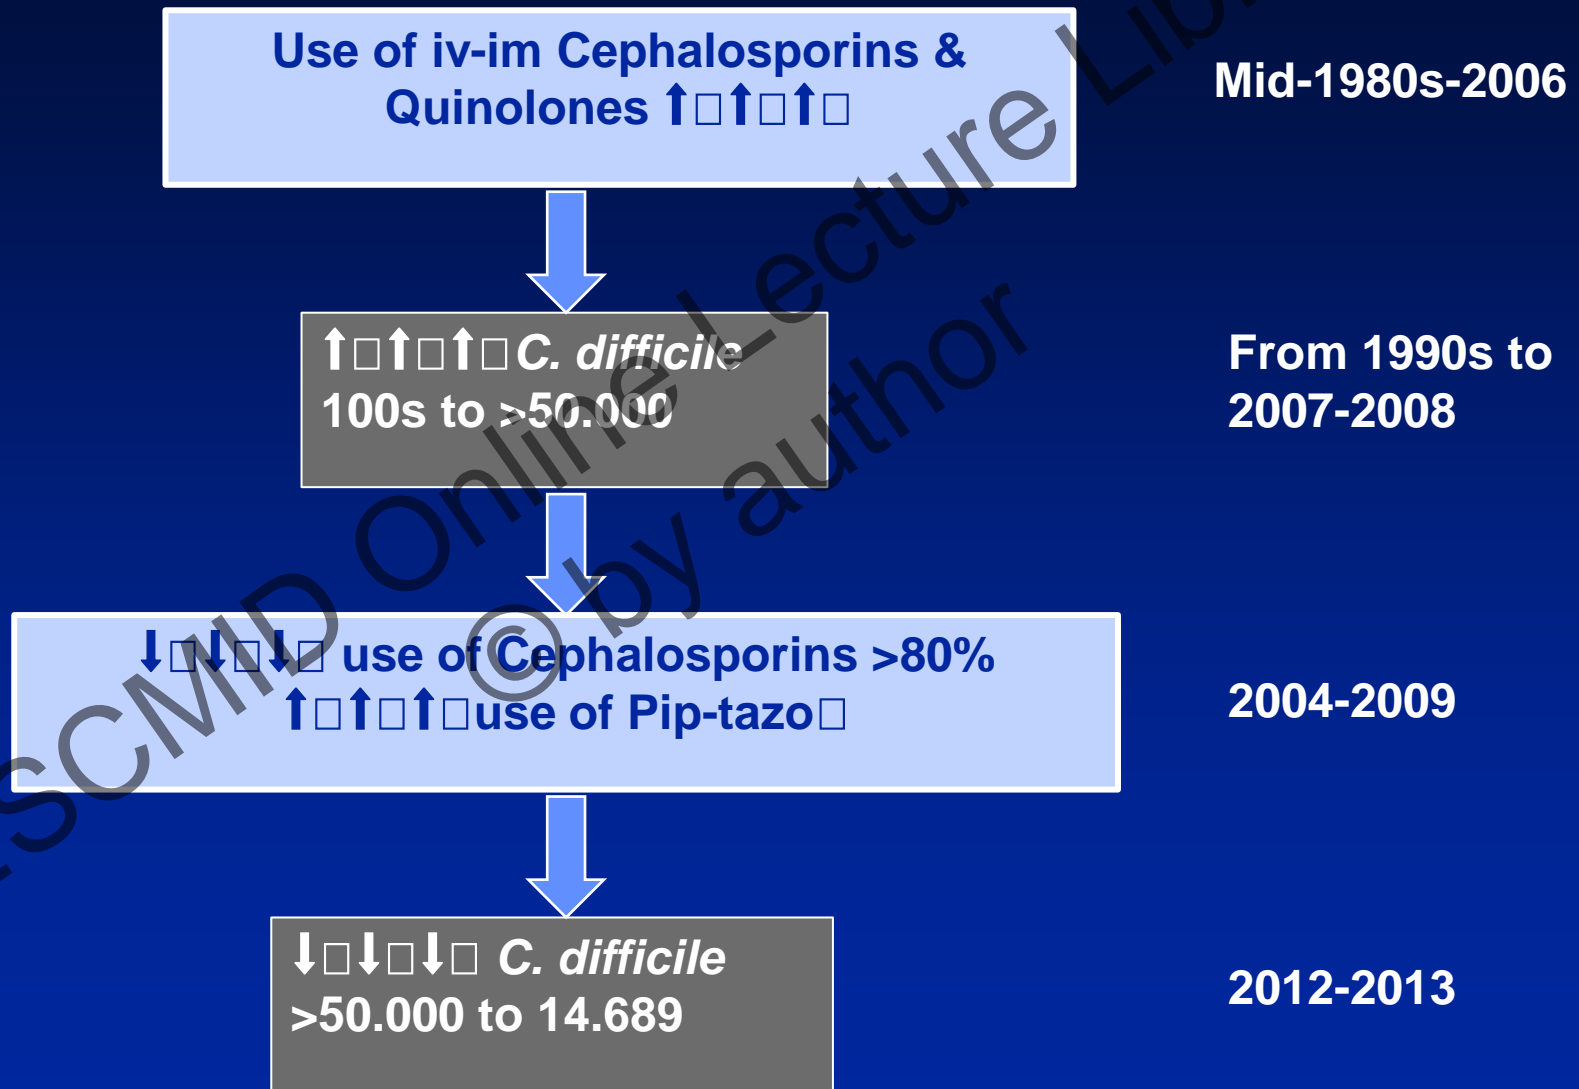 Use of iv-im Cephalosporins &
Quinolones ⬆□⬆□⬆□
Mid-1980s-2006
⬆□⬆□⬆□C. difficile
100s to >50.000
From 1990s to
2007-2008
⬇□⬇□⬇□ use of Cephalosporins >80%
⬆□⬆□⬆□use of Pip-tazo□
2004-2009
⬇□⬇□⬇□ C. difficile
>50.000 to 14.689
2012-2013
ESCMID Online Lecture
© by author